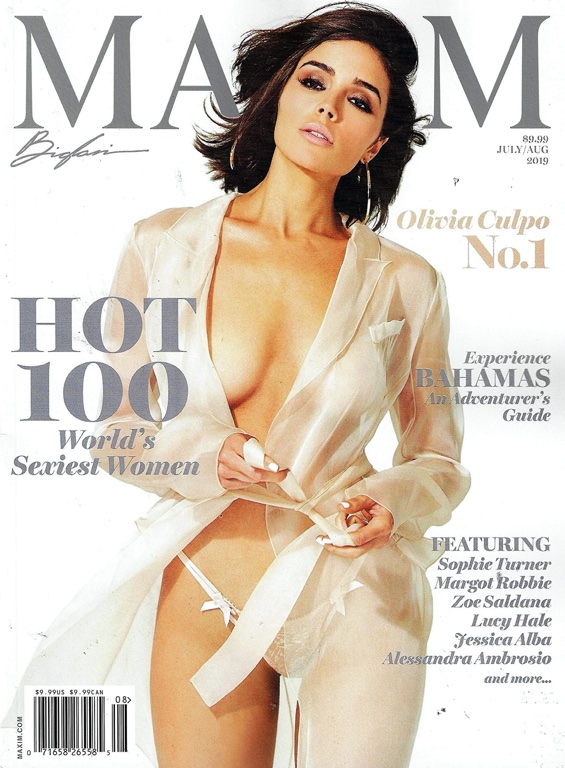 MAXIM
$9.99
JULY/AUG
2019
Olivia Culpo
No.1
HOT
100
World's
Sexiest Women
Experience
BAHAMAS
An Adventurer's
Guide
FEATURING
Sophie Turner
Margot Robbie
Zoe Saldana
Lucy Hale
Jessica Alba
Alessandra Ambrosio
and more...
$9.99US $9.99CAN
08>
MAXIM.COM
0 71658 26558 5